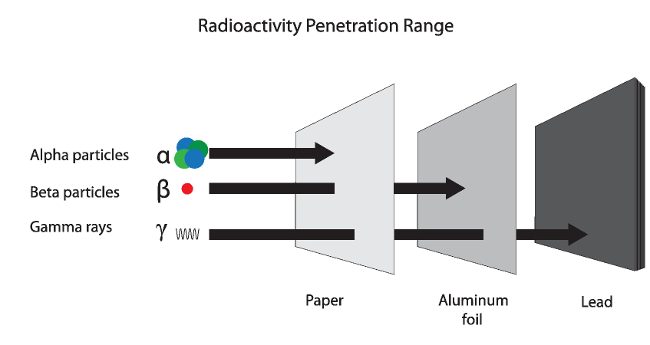 Radioactivity Penetration Range
Alpha particles α
Beta particles β
Gamma rays γ
Paper
Aluminum
foil
Lead